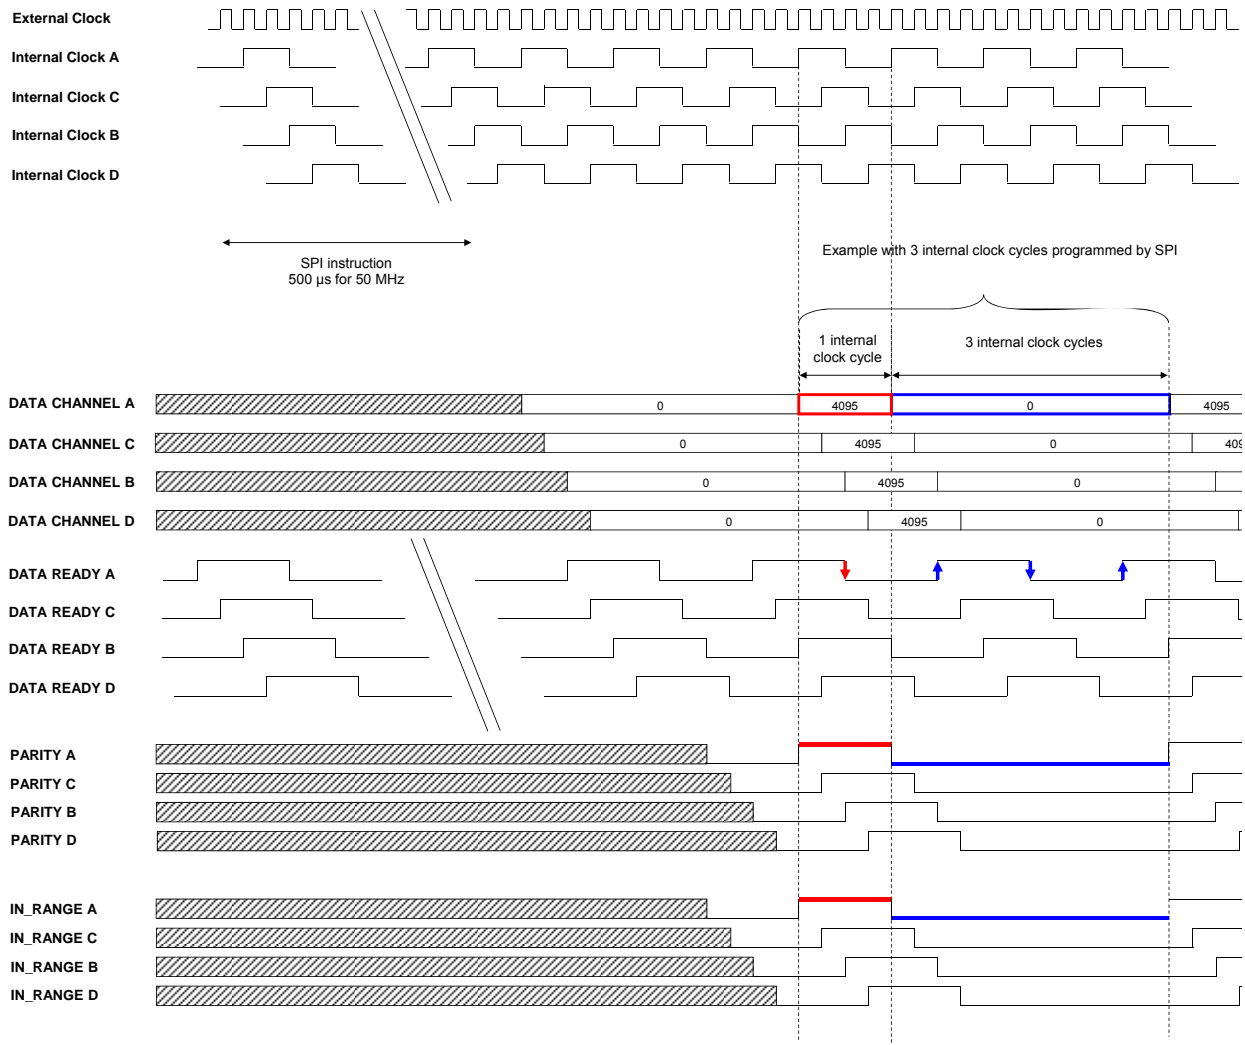 External Clock
Internal Clock A
Internal Clock C
Internal Clock B
Internal Clock D
Example with 3 internal clock cycles programmed by SPI
SPI instruction
500 µs for 50 MHz
1 internal
clock cycle
3 internal clock cycles
DATA CHANNEL A 0 4095 0 4095
DATA CHANNEL C 0 4095 0 409
DATA CHANNEL B 0 4095 0
DATA CHANNEL D 0 4095 0
DATA READY A
DATA READY C
DATA READY B
DATA READY D
PARITY A
PARITY C
PARITY B
PARITY D
IN_RANGE A
IN_RANGE C
IN_RANGE B
IN_RANGE D